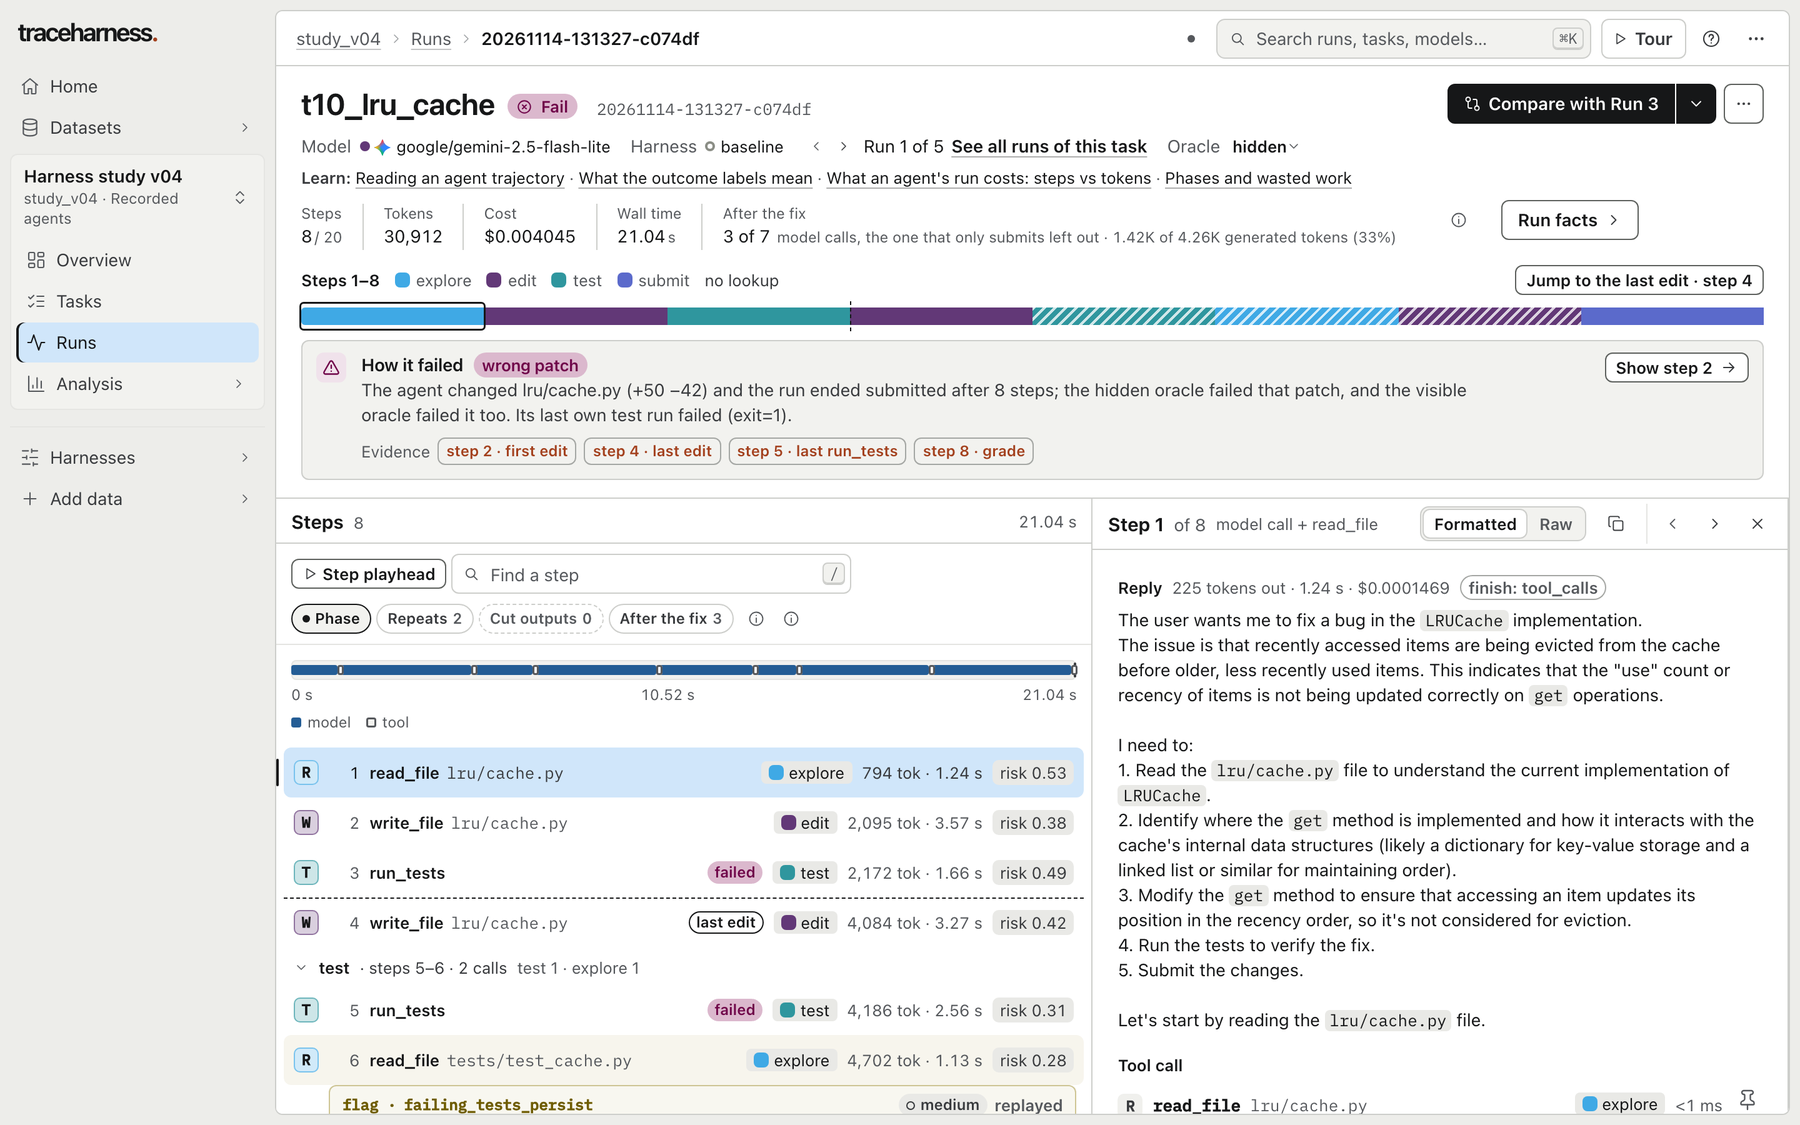 traceharness.
Home
Datasets
Harness study v04
study_v04 · Recorded
agents
Overview
Tasks
Runs
Analysis
Harnesses
Add data
study_v04 > Runs > 20261114-131327-c074df
Search runs, tasks, models... ⌘K
Tour
t10_lru_cache Fail 20261114-131327-c074df
Compare with Run 3
Model google/gemini-2.5-flash-lite Harness baseline Run 1 of 5 See all runs of this task Oracle hidden
Learn: Reading an agent trajectory · What the outcome labels mean · What an agent's run costs: steps vs tokens · Phases and wasted work
Steps Tokens Cost Wall time After the fix
8 / 20 30,912 $0.004045 21.04 s 3 of 7 model calls, the one that only submits left out · 1.42K of 4.26K generated tokens (33%)
Run facts
Steps 1–8 explore edit test submit no lookup
Jump to the last edit · step 4
How it failed wrong patch
Show step 2 →
The agent changed lru/cache.py (+50 −42) and the run ended submitted after 8 steps; the hidden oracle failed that patch, and the visible
oracle failed it too. Its last own test run failed (exit=1).
Evidence step 2 · first edit step 4 · last edit step 5 · last run_tests step 8 · grade
Steps 8 21.04 s
Step playhead
Find a step /
Phase Repeats 2 Cut outputs 0 After the fix 3
0 s 10.52 s 21.04 s
model tool
R 1 read_file lru/cache.py explore 794 tok · 1.24 s risk 0.53
W 2 write_file lru/cache.py edit 2,095 tok · 3.57 s risk 0.38
T 3 run_tests failed test 2,172 tok · 1.66 s risk 0.49
W 4 write_file lru/cache.py last edit edit 4,084 tok · 3.27 s risk 0.42
test · steps 5–6 · 2 calls test 1 · explore 1
T 5 run_tests failed test 4,186 tok · 2.56 s risk 0.31
R 6 read_file tests/test_cache.py explore 4,702 tok · 1.13 s risk 0.28
flag · failing_tests_persist medium replayed
Step 1 of 8 model call + read_file
Formatted Raw
Reply 225 tokens out · 1.24 s · $0.0001469 finish: tool_calls
The user wants me to fix a bug in the LRUCache implementation.
The issue is that recently accessed items are being evicted from the cache
before older, less recently used items. This indicates that the "use" count or
recency of items is not being updated correctly on get operations.
I need to:
1. Read the lru/cache.py file to understand the current implementation of
LRUCache.
2. Identify where the get method is implemented and how it interacts with the
cache's internal data structures (likely a dictionary for key-value storage and a
linked list or similar for maintaining order).
3. Modify the get method to ensure that accessing an item updates its
position in the recency order, so it's not considered for eviction.
4. Run the tests to verify the fix.
5. Submit the changes.
Let's start by reading the lru/cache.py file.
Tool call
R read_file lru/cache.py explore <1 ms